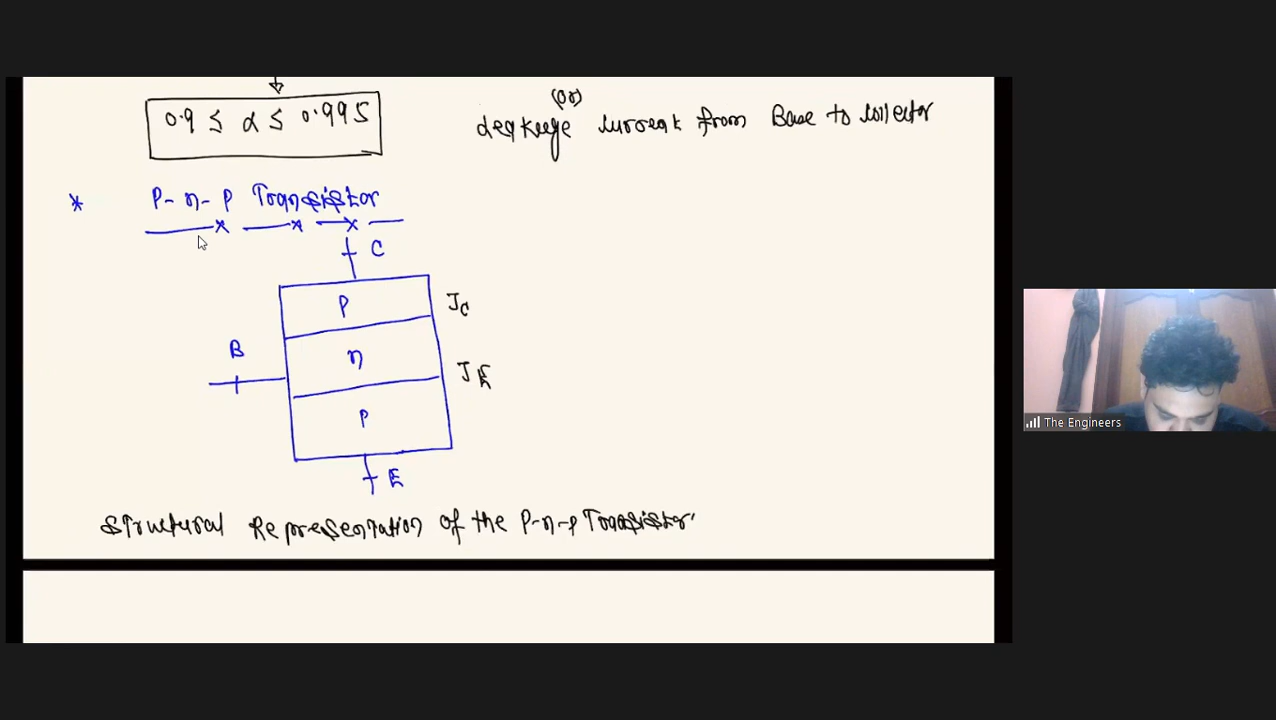 (or)
0.9 ≤ α ≤ 0.995
leakage current from Base to collector
* P-n-P Transistor
C
P
JC
B
n
JE
P
E
Structural Representation of the P-n-p Transistor
The Engineers